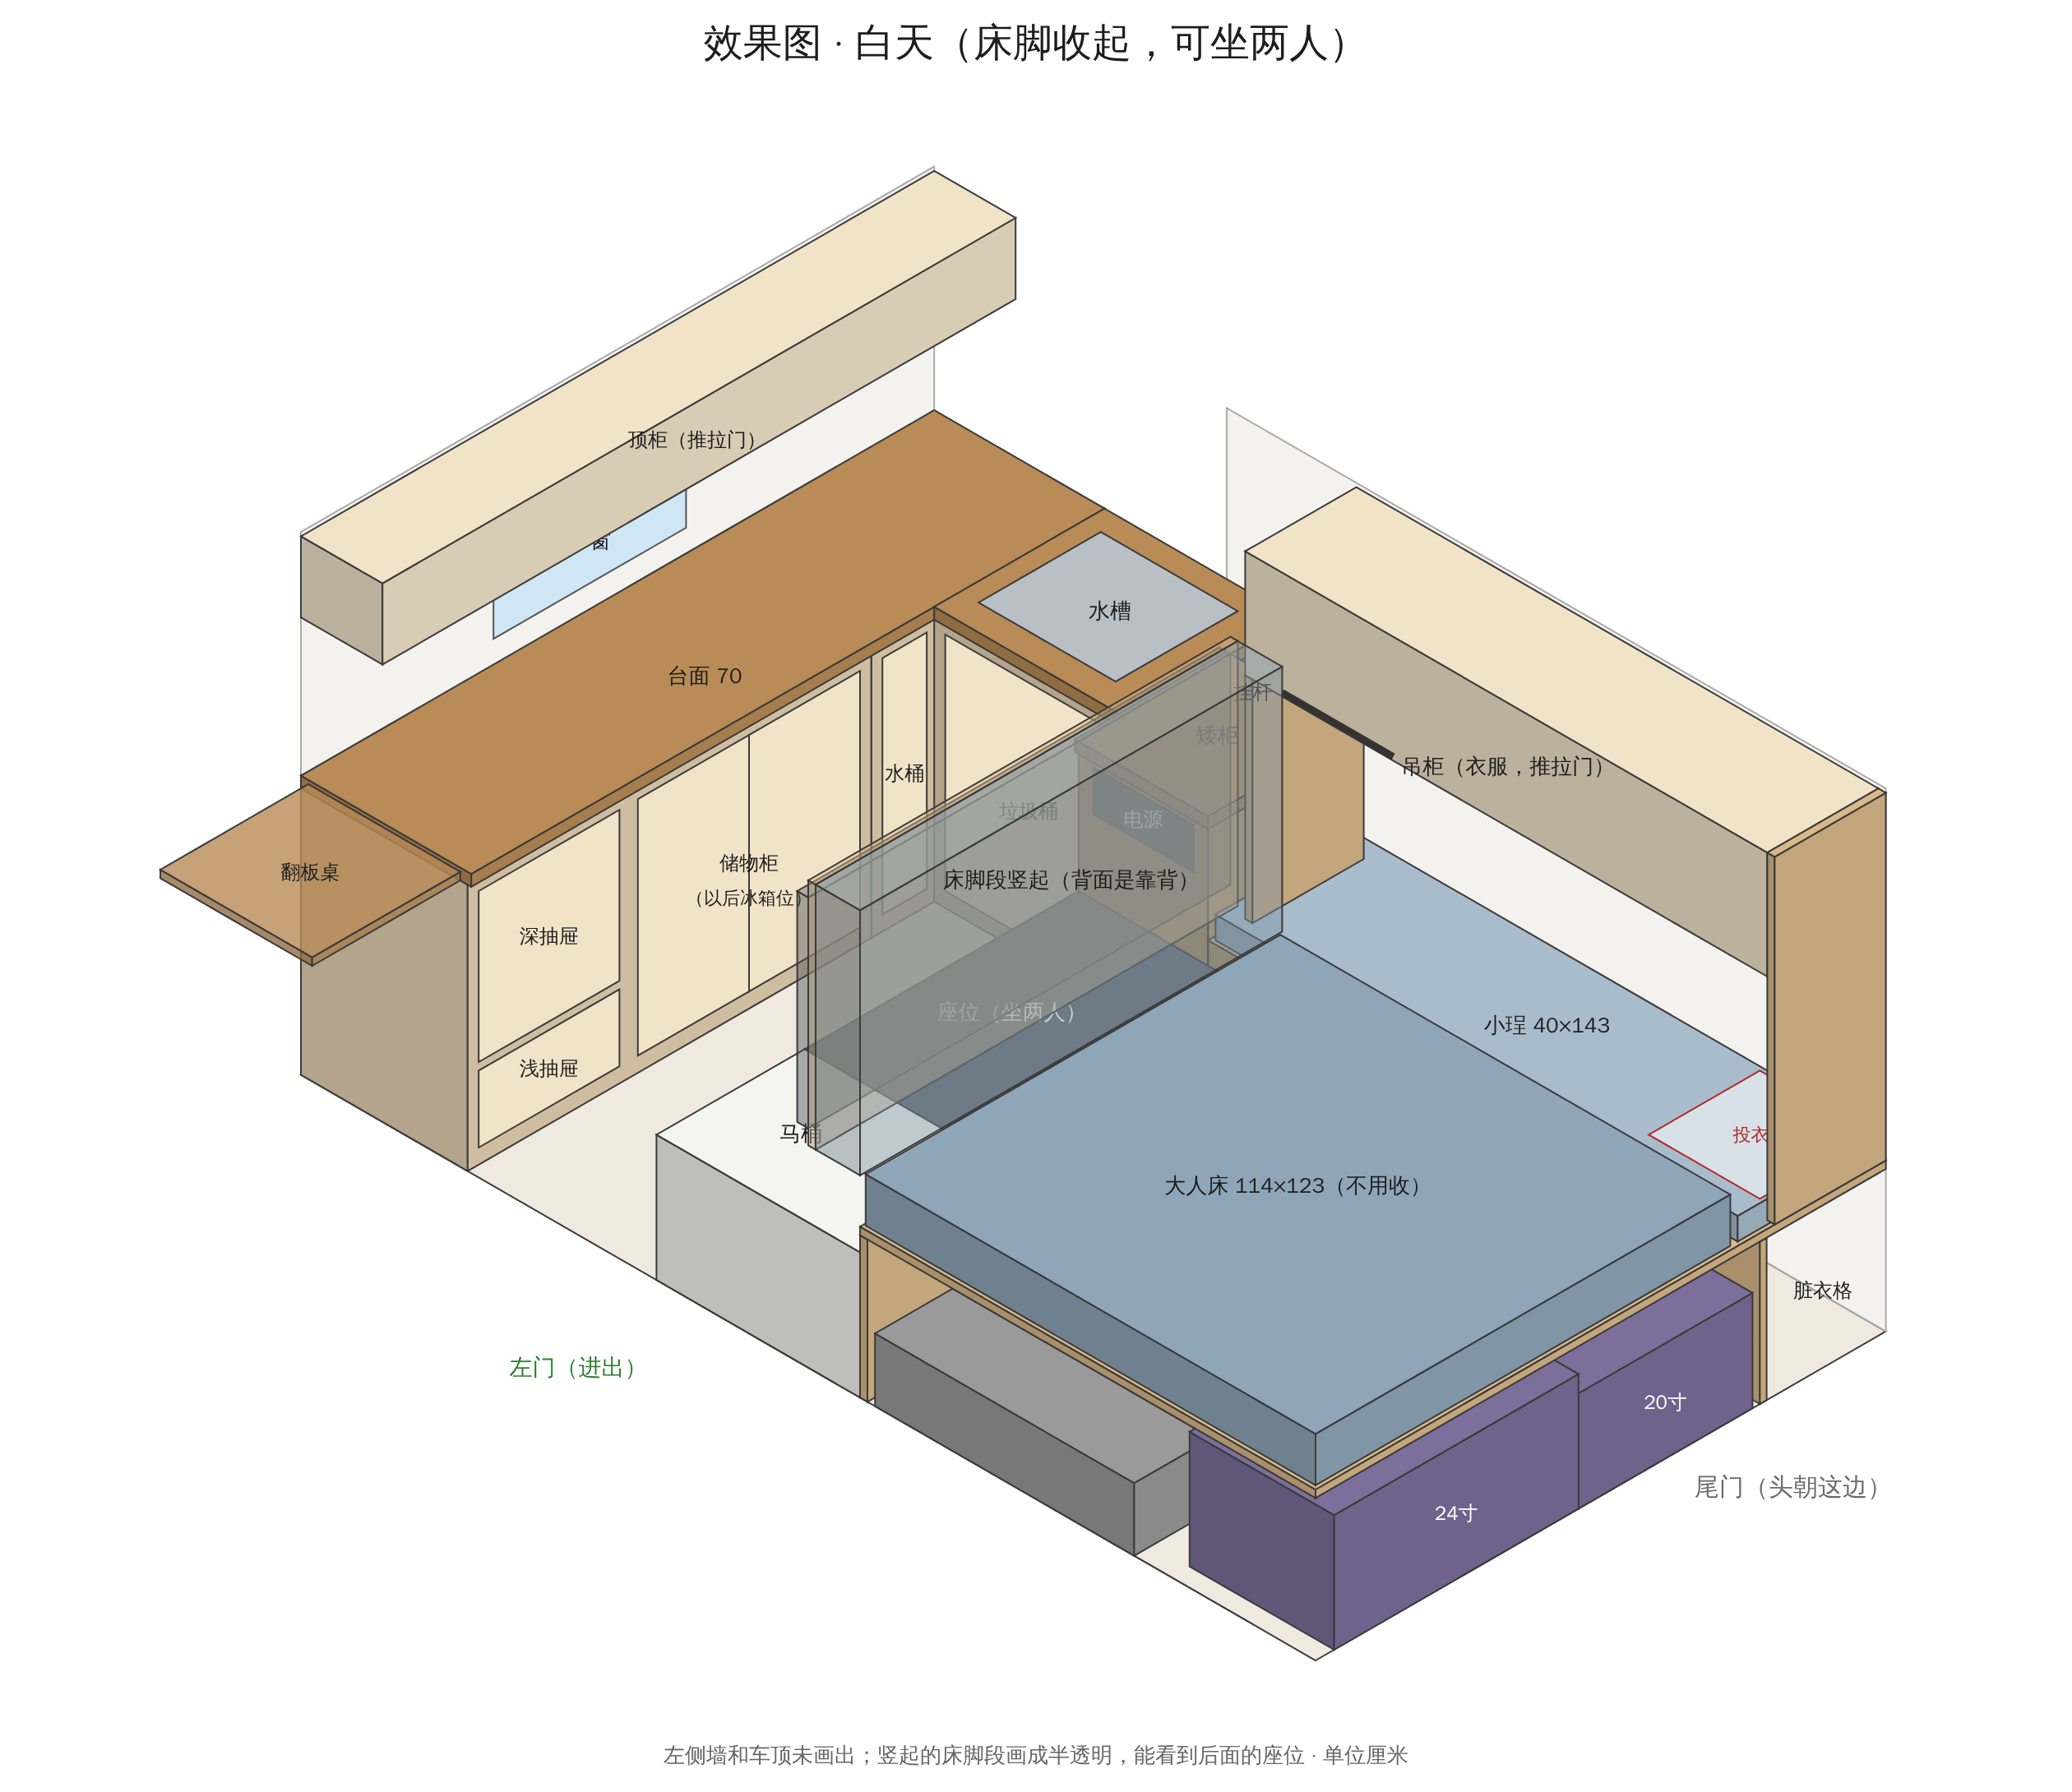 效果图 · 白天（床脚收起，可坐两人）
顶柜（推拉门）
窗
水槽
台面 70
挂杆
矮柜
吊柜（衣服，推拉门）
水桶
垃圾桶
电源
翻板桌
储物柜
（以后冰箱位）
床脚段竖起（背面是靠背）
深抽屉
座位（坐两人）
小珵 40×143
浅抽屉
马桶
投衣
大人床 114×123（不用收）
脏衣格
左门（进出）
20寸
尾门（头朝这边）
24寸
左侧墙和车顶未画出；竖起的床脚段画成半透明，能看到后面的座位 · 单位厘米